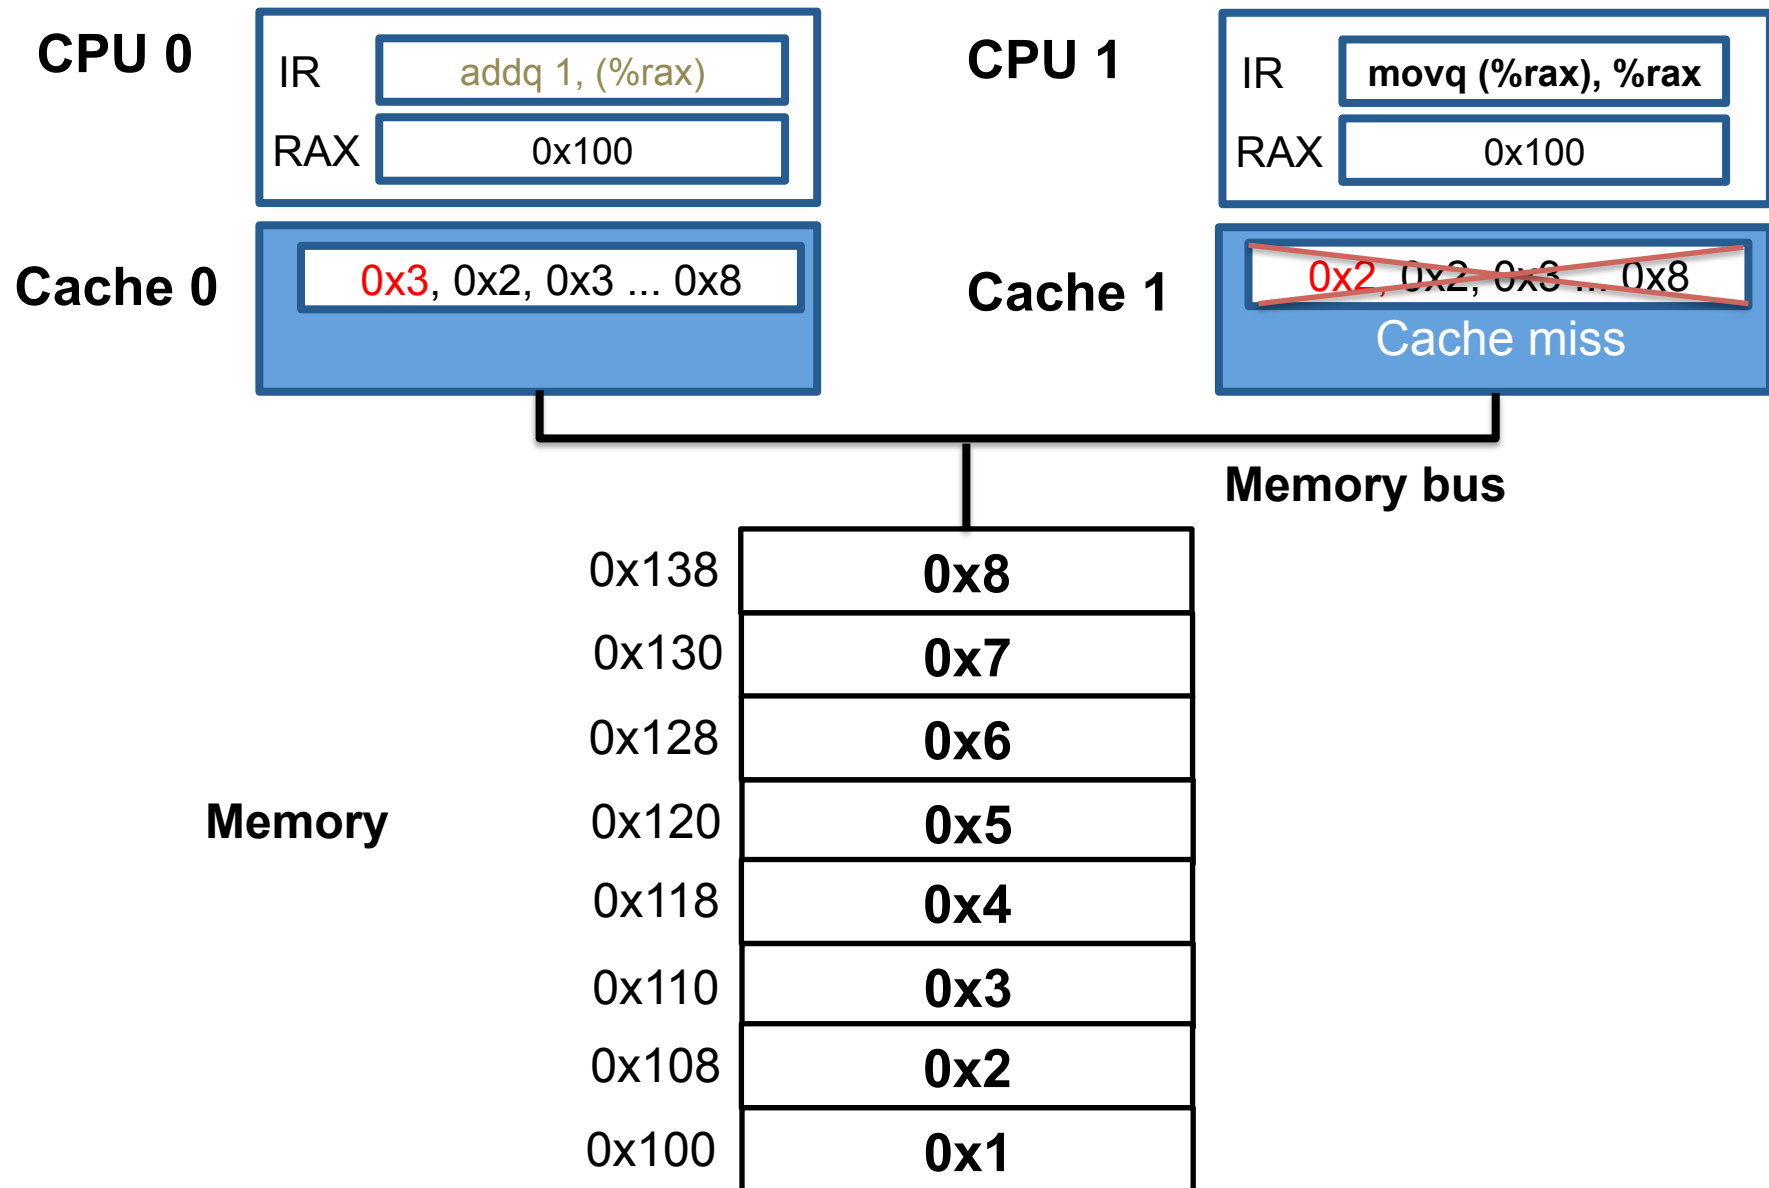 CPU 0
IR
addq 1, (%rax)
RAX
0x100
CPU 1
IR
movq (%rax), %rax
RAX
0x100
Cache 0
0x3, 0x2, 0x3 ... 0x8
Cache 1
0x2, 0x2, 0x3 ... 0x8
Cache miss
Memory bus
Memory
0x138 0x8
0x130 0x7
0x128 0x6
0x120 0x5
0x118 0x4
0x110 0x3
0x108 0x2
0x100 0x1